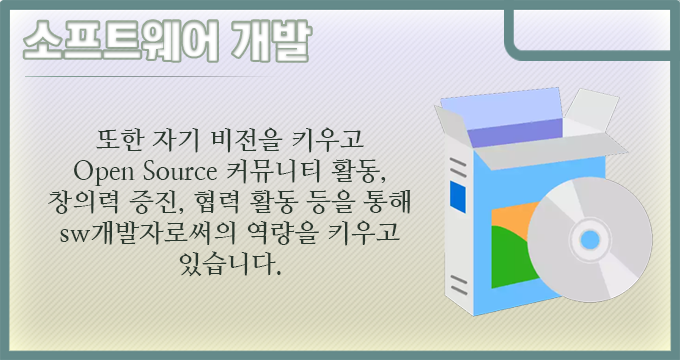 소프트웨어 개발
또한 자기 비전을 키우고
Open Source 커뮤니티 활동,
창의력 증진, 협력 활동 등을 통해
sw개발자로써의 역량을 키우고
있습니다.